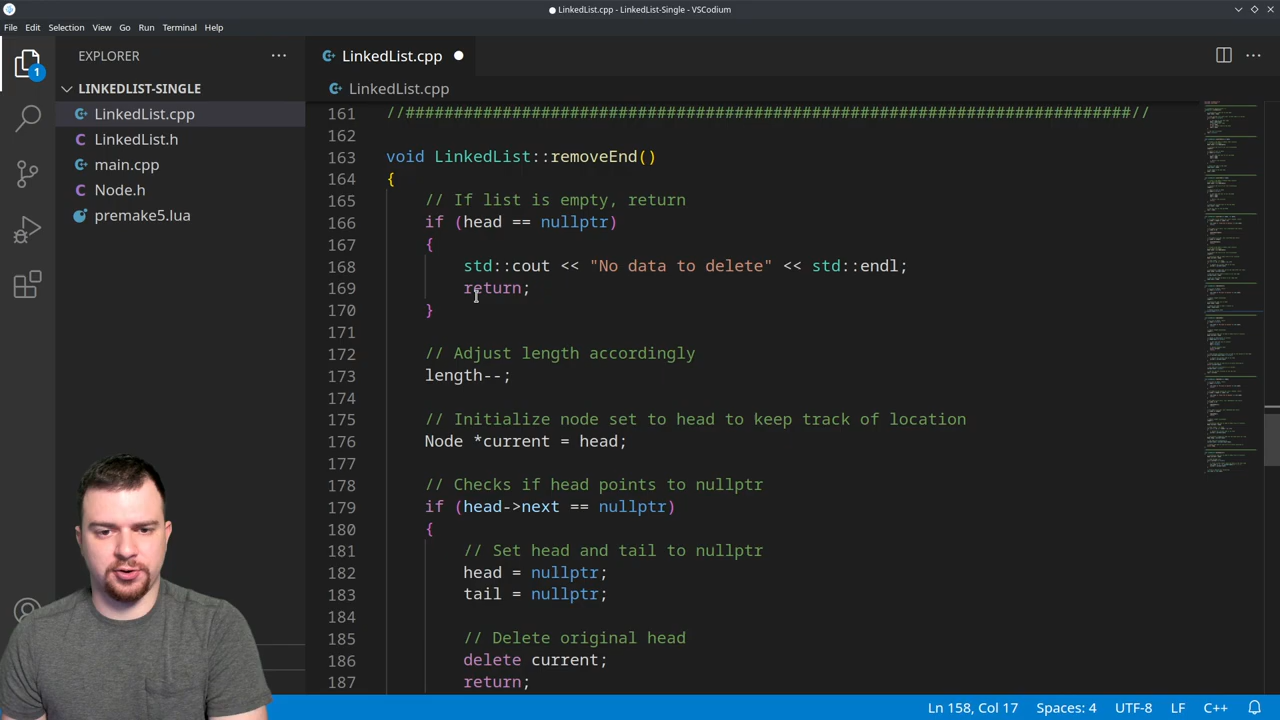 ● LinkedList.cpp - LinkedList-Single - VSCodium
File Edit Selection View Go Run Terminal Help
EXPLORER
LINKEDLIST-SINGLE
LinkedList.cpp
LinkedList.h
main.cpp
Node.h
premake5.lua
1
LinkedList.cpp
LinkedList.cpp
161 //###########################################################################//
162
163 void LinkedList::removeEnd()
164 {
165 // If list is empty, return
166 if (head == nullptr)
167 {
168 std::cout << "No data to delete" << std::endl;
169 return;
170 }
171
172 // Adjust length accordingly
173 length--;
174
175 // Initialize node set to head to keep track of location
176 Node *current = head;
177
178 // Checks if head points to nullptr
179 if (head->next == nullptr)
180 {
181 // Set head and tail to nullptr
182 head = nullptr;
183 tail = nullptr;
184
185 // Delete original head
186 delete current;
187 return;
Ln 158, Col 17 Spaces: 4 UTF-8 LF C++